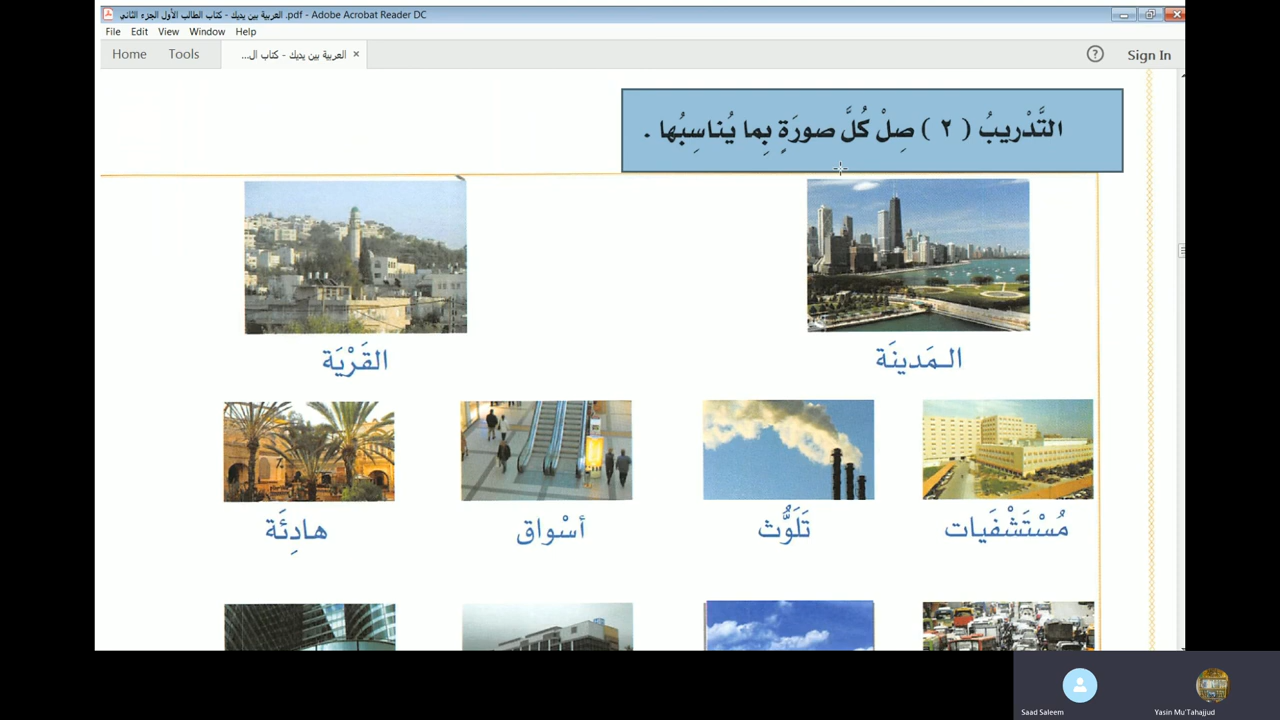 العربية بين يديك - كتاب الطالب الأول الجزء الثاني .pdf - Adobe Acrobat Reader DC
File Edit View Window Help
Home Tools العربية بين يديك - كتاب ال... × ? Sign In
التَّدْريبُ ( ٢ ) صِلْ كُلَّ صورَةٍ بِما يُناسِبُها .
المَدينَة القَرْيَة
مُسْتَشْفَيات تَلَوُّث أسْواق هادِئَة
Saad Saleem Yasin Mu'Tahajjud